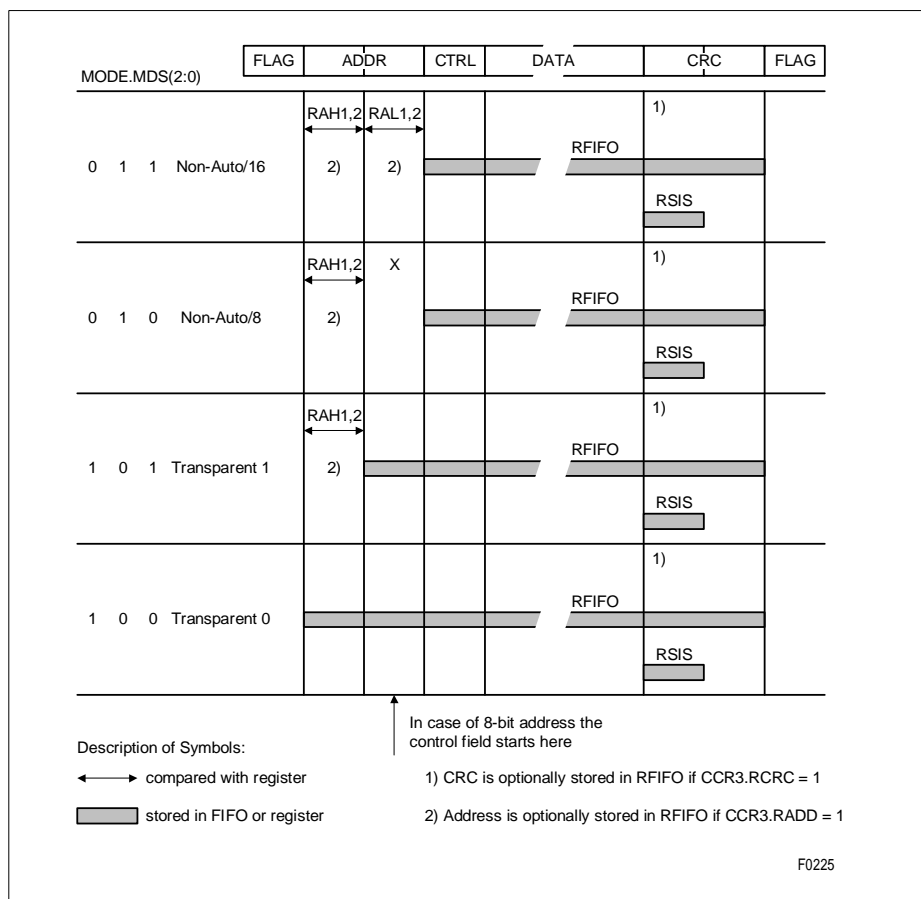 FLAG ADDR CTRL DATA CRC FLAG
MODE.MDS(2:0)
RAH1,2 RAL1,2 1)
RFIFO
0 1 1 Non-Auto/16 2) 2)
RSIS
RAH1,2 X 1)
RFIFO
0 1 0 Non-Auto/8 2)
RSIS
RAH1,2 1)
RFIFO
1 0 1 Transparent 1 2)
RSIS
1)
RFIFO
1 0 0 Transparent 0
RSIS
In case of 8-bit address the
control field starts here
Description of Symbols:
compared with register
1) CRC is optionally stored in RFIFO if CCR3.RCRC = 1
stored in FIFO or register
2) Address is optionally stored in RFIFO if CCR3.RADD = 1
F0225